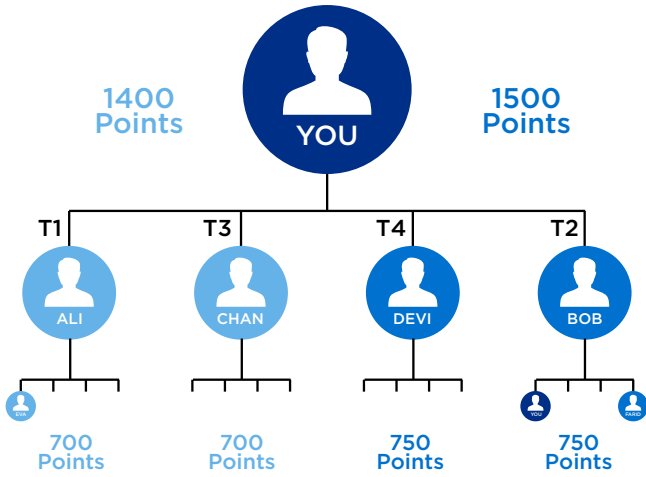 1400
Points
YOU
1500
Points
T1
T3
T4
T2
ALI
CHAN
DEVI
BOB
EVA
YOU
FARID
700
Points
700
Points
750
Points
750
Points